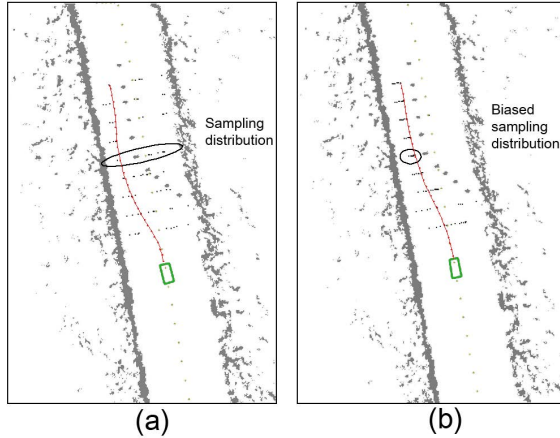 Sampling
distribution
Biased
sampling
distribution
(a)
(b)